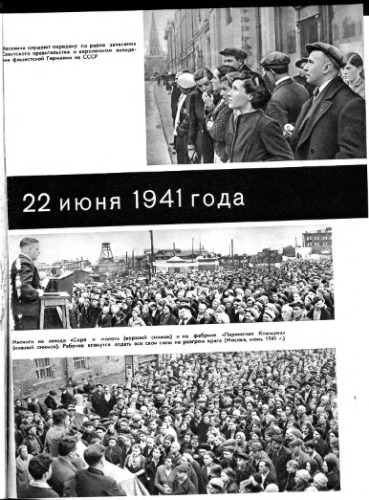 Москвичи слушают передачу по радио заявления
Советского правительства о вероломном нападе-
нии фашистской Германии на СССР
22 июня 1941 года
Митинги на заводе «Серп и молот» (верхний снимок) и на фабрике «Парижская Коммуна»
(нижний снимок). Рабочие клянутся отдать все свои силы на разгром врага (Москва, июнь 1941 г.)